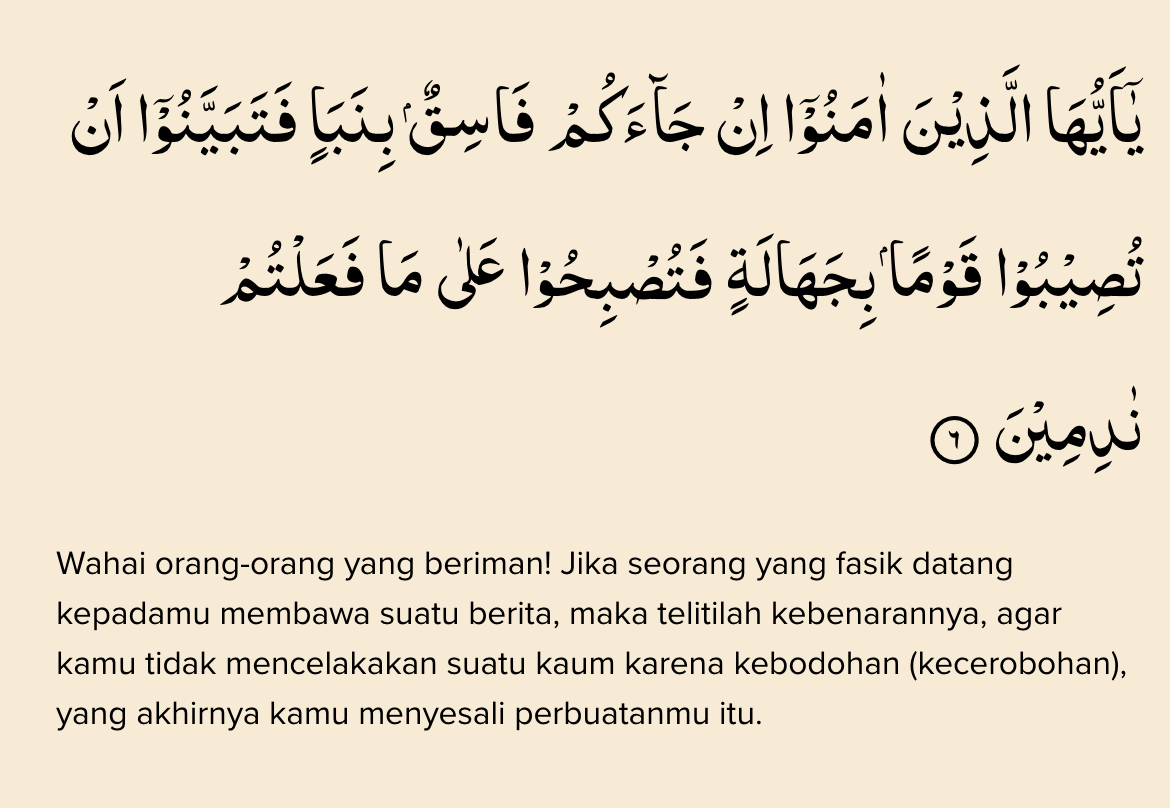 يٰٓاَيُّهَا الَّذِيْنَ اٰمَنُوْٓا اِنْ جَاۤءَكُمْ فَاسِقٌۢ بِنَبَاٍ فَتَبَيَّنُوْٓا اَنْ
تُصِيْبُوْا قَوْمًاۢ بِجَهَالَةٍ فَتُصْبِحُوْا عَلٰى مَا فَعَلْتُمْ
نٰدِمِيْنَ ٦
Wahai orang-orang yang beriman! Jika seorang yang fasik datang
kepadamu membawa suatu berita, maka telitilah kebenarannya, agar
kamu tidak mencelakakan suatu kaum karena kebodohan (kecerobohan),
yang akhirnya kamu menyesali perbuatanmu itu.